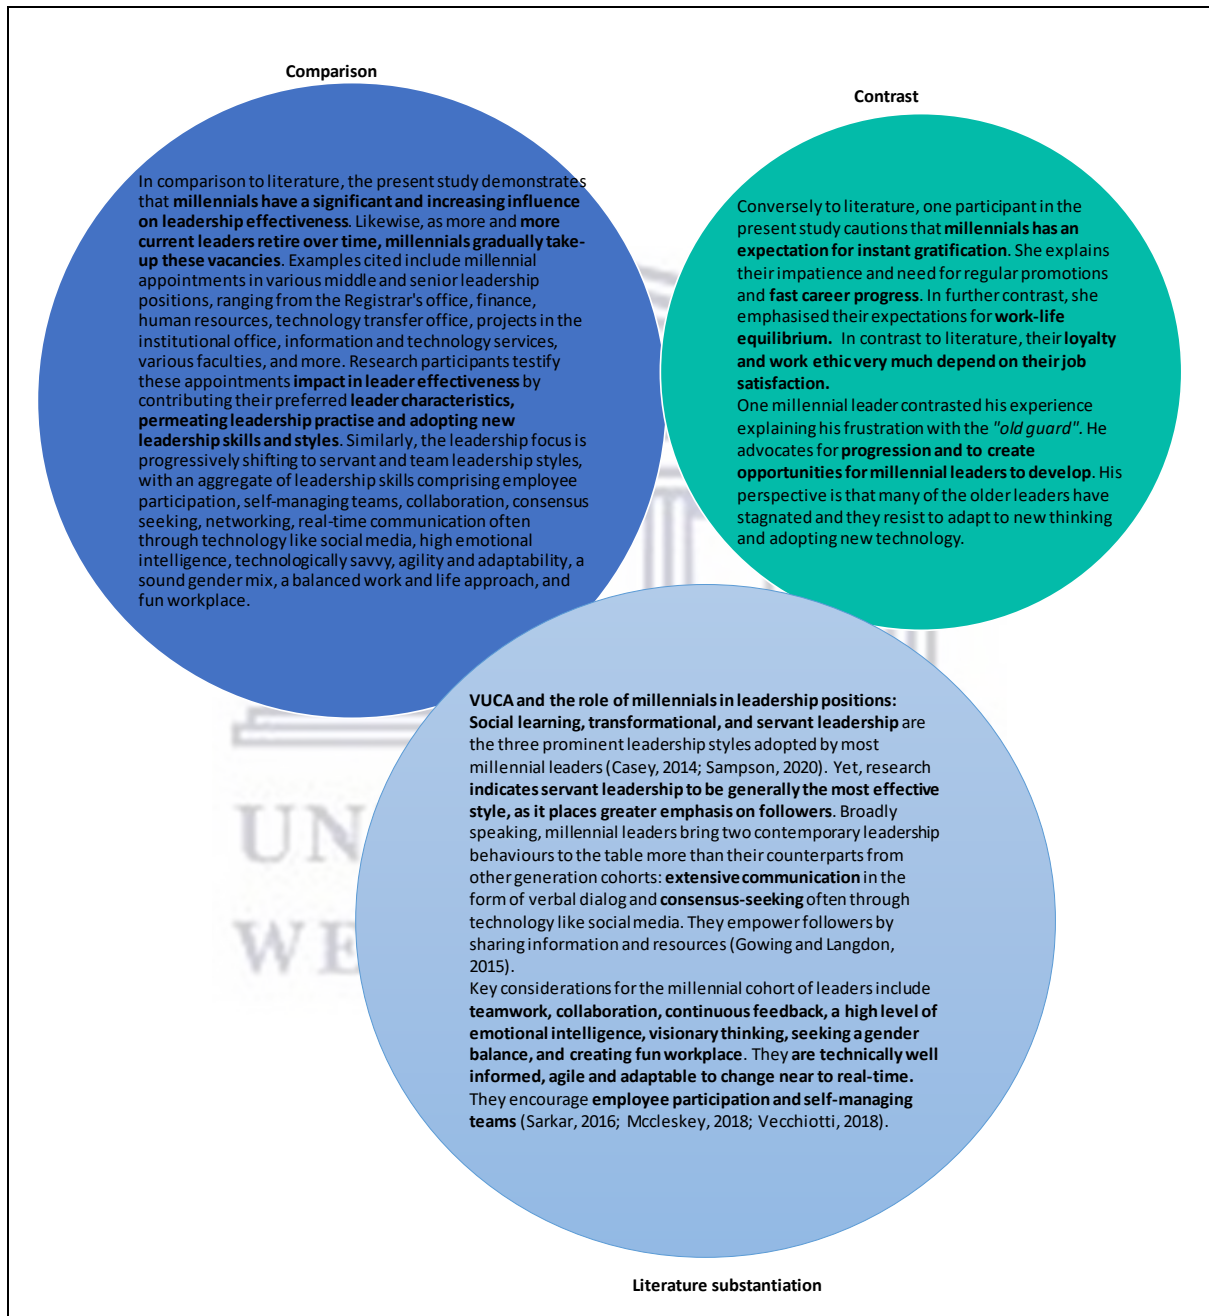 Comparison
In comparison to literature, the present study demonstrates
that millennials have a significant and increasing influence
on leadership effectiveness. Likewise, as more and more
current leaders retire over time, millennials gradually take-
up these vacancies. Examples cited include millennial
appointments in various middle and senior leadership
positions, ranging from the Registrar's office, finance,
human resources, technology transfer office, projects in the
institutional office, information and technology services,
various faculties, and more. Research participants testify
these appointments impact in leader effectiveness by
contributing their preferred leader characteristics,
permeating leadership practise and adopting new
leadership skills and styles. Similarly, the leadership focus is
progressively shifting to servant and team leadership styles,
with an aggregate of leadership skills comprising employee
participation, self-managing teams, collaboration, consensus
seeking, networking, real-time communication often
through technology like social media, high emotional
intelligence, technologically savvy, agility and adaptability, a
sound gender mix, a balanced work and life approach, and
fun workplace.
Contrast
Conversely to literature, one participant in the
present study cautions that millennials has an
expectation for instant gratification. She explains
their impatience and need for regular promotions
and fast career progress. In further contrast, she
emphasised their expectations for work-life
equilibrium. In contrast to literature, their loyalty
and work ethic very much depend on their job
satisfaction.
One millennial leader contrasted his experience
explaining his frustration with the "old guard". He
advocates for progression and to create
opportunities for millennial leaders to develop. His
perspective is that many of the older leaders have
stagnated and they resist to adapt to new thinking
and adopting new technology.
VUCA and the role of millennials in leadership positions:
Social learning, transformational, and servant leadership are
the three prominent leadership styles adopted by most
millennial leaders (Casey, 2014; Sampson, 2020). Yet, research
indicates servant leadership to be generally the most effective
style, as it places greater emphasis on followers. Broadly
speaking, millennial leaders bring two contemporary leadership
behaviours to the table more than their counterparts from
other generation cohorts: extensive communication in the
form of verbal dialog and consensus-seeking often through
technology like social media. They empower followers by
sharing information and resources (Gowing and Langdon,
2015).
Key considerations for the millennial cohort of leaders include
teamwork, collaboration, continuous feedback, a high level of
emotional intelligence, visionary thinking, seeking a gender
balance, and creating fun workplace. They are technically well
informed, agile and adaptable to change near to real-time.
They encourage employee participation and self-managing
teams (Sarkar, 2016; Mccleskey, 2018; Vecchiotti, 2018).
UN
WE
Literature substantiation